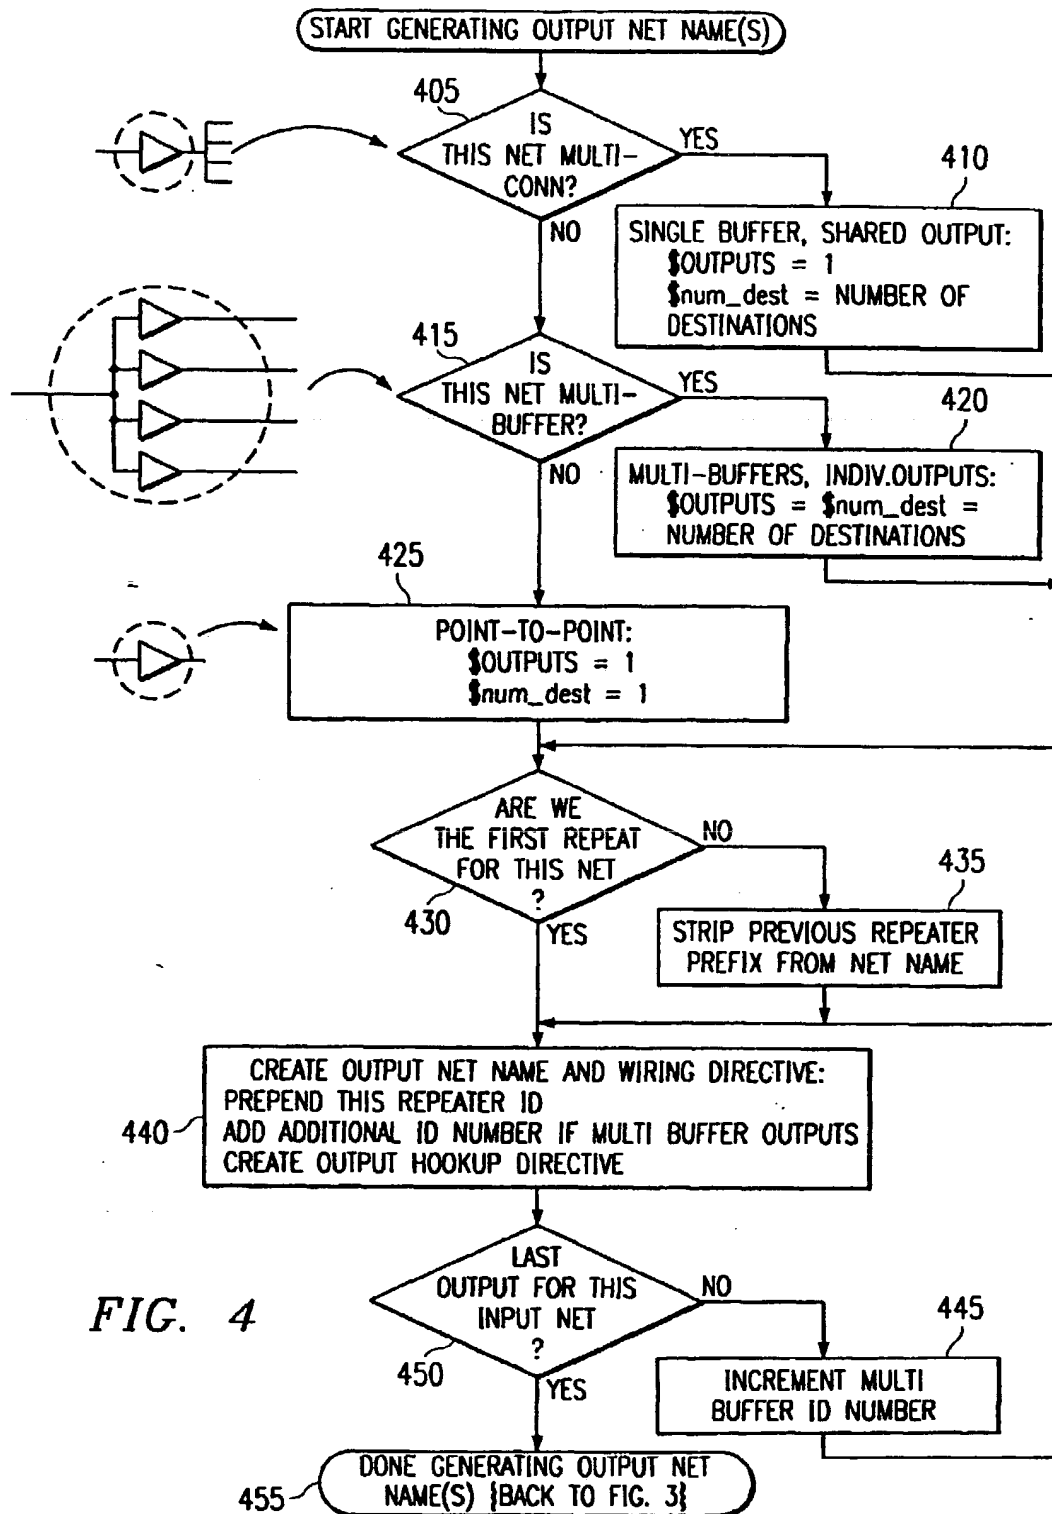 START GENERATING OUTPUT NET NAME(S)
405
IS
THIS NET MULTI-
CONN?
YES
NO
410
SINGLE BUFFER, SHARED OUTPUT:
$OUTPUTS = 1
$num_dest = NUMBER OF
DESTINATIONS
415
IS
THIS NET MULTI-
BUFFER?
YES
NO
420
MULTI-BUFFERS, INDIV.OUTPUTS:
$OUTPUTS = $num_dest =
NUMBER OF DESTINATIONS
425
POINT-TO-POINT:
$OUTPUTS = 1
$num_dest = 1
ARE WE
THE FIRST REPEAT
FOR THIS NET
?
430
NO
YES
435
STRIP PREVIOUS REPEATER
PREFIX FROM NET NAME
CREATE OUTPUT NET NAME AND WIRING DIRECTIVE:
PREPEND THIS REPEATER ID
ADD ADDITIONAL ID NUMBER IF MULTI BUFFER OUTPUTS
CREATE OUTPUT HOOKUP DIRECTIVE
440
LAST
OUTPUT FOR THIS
INPUT NET
?
450
NO
YES
445
INCREMENT MULTI
BUFFER ID NUMBER
FIG. 4
DONE GENERATING OUTPUT NET
NAME(S) {BACK TO FIG. 3}
455